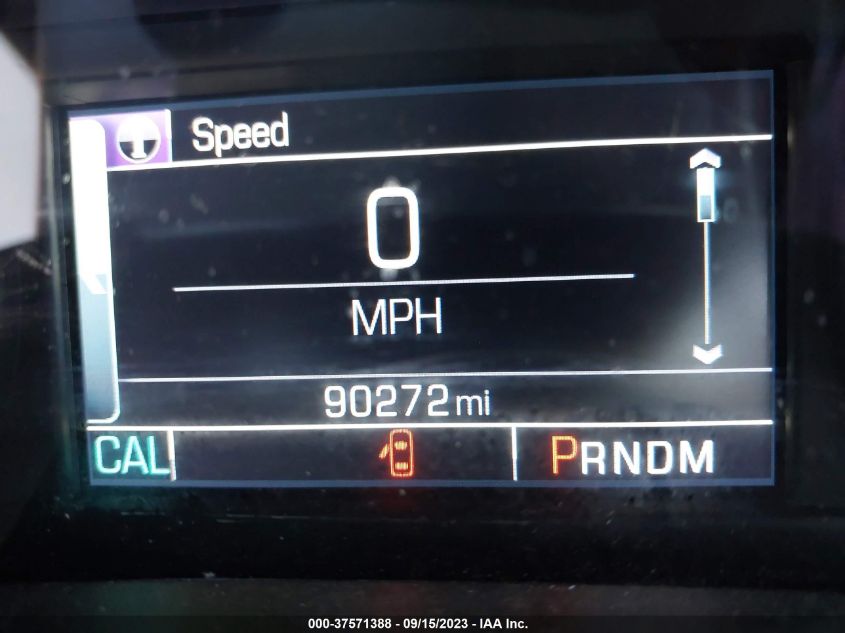 Speed
0
MPH
90272 mi
CAL
PRNDM
000-37571388 - 09/15/2023 - IAA Inc.